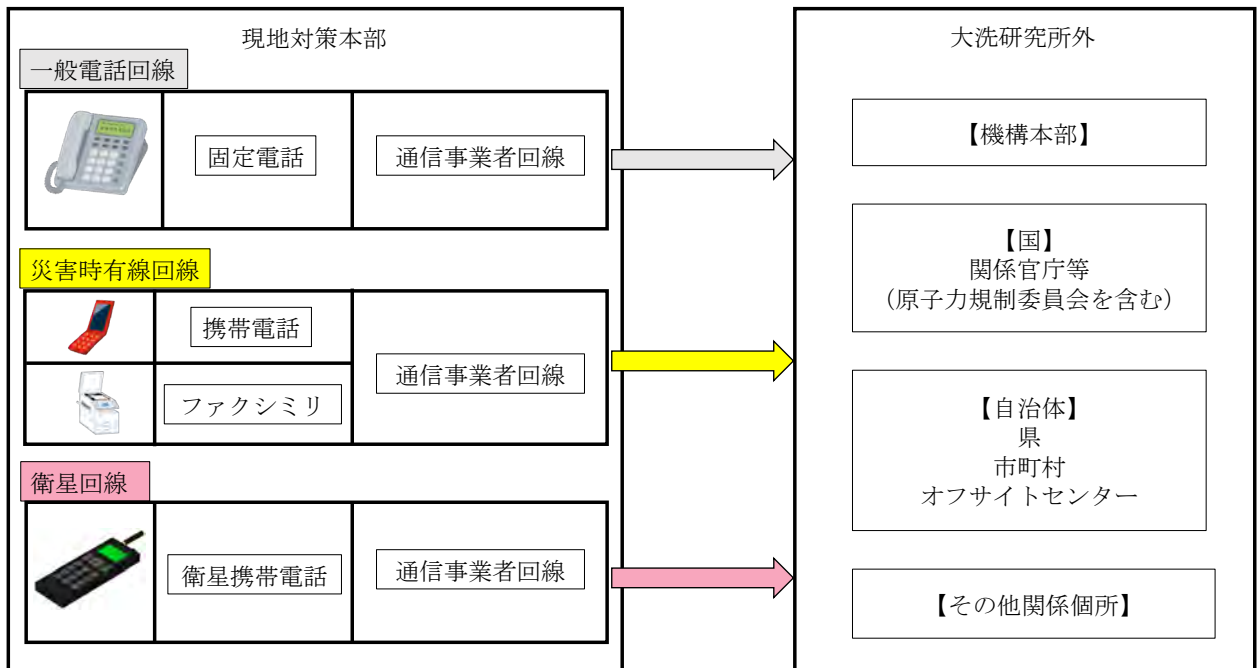 現地対策本部
一般電話回線
固定電話
通信事業者回線
災害時有線回線
携帯電話
ファクシミリ
通信事業者回線
衛星回線
衛星携帯電話
通信事業者回線
大洗研究所外
【機構本部】
【国】
関係官庁等
(原子力規制委員会を含む)
【自治体】
県
市町村
オフサイトセンター
【その他関係個所】